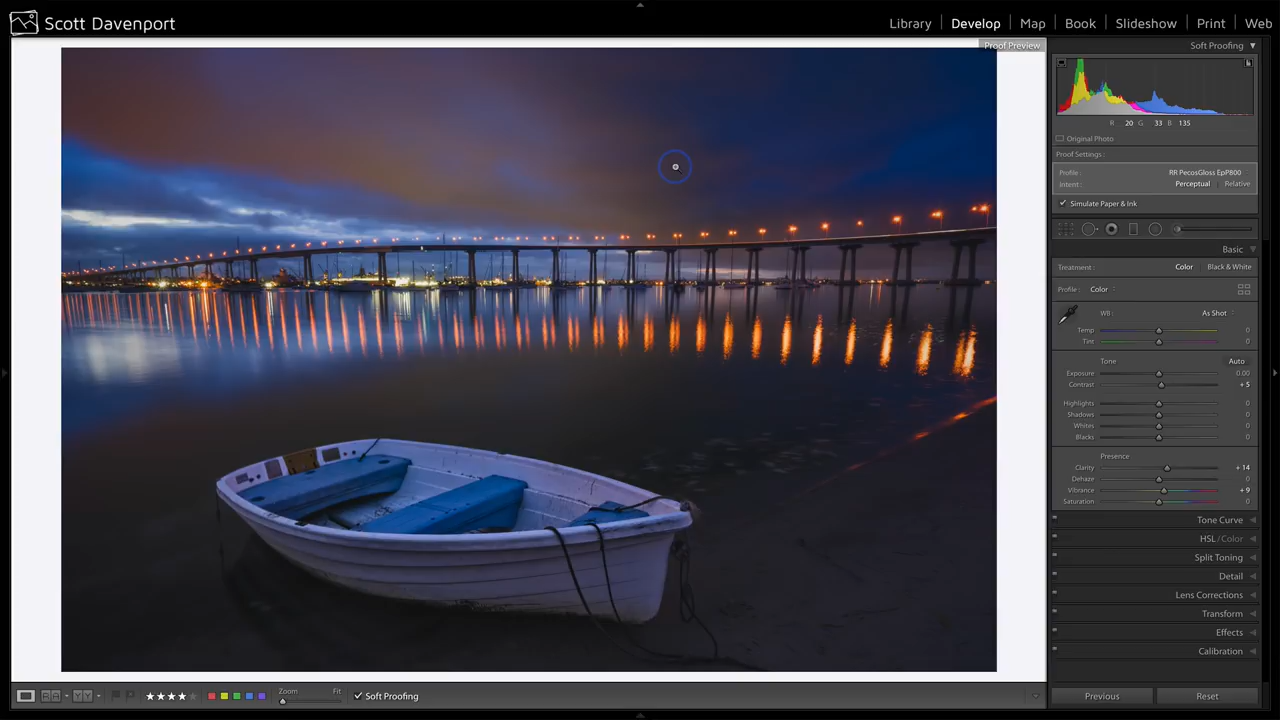 Scott Davenport
Library | Develop | Map | Book | Slideshow | Print | Web
Proof Preview
Soft Proofing
R 20 G 33 B 135
Original Photo
Proof Settings:
Profile: RR PecosGloss EpP800
Intent: Perceptual Relative
Simulate Paper & Ink
Basic
Treatment: Color | Black & White
Profile: Color
WB: As Shot
Temp 0
Tint 0
Tone Auto
Exposure 0.00
Contrast + 5
Highlights 0
Shadows 0
Whites 0
Blacks 0
Presence
Clarity + 14
Dehaze 0
Vibrance + 9
Saturation 0
Tone Curve
HSL / Color
Split Toning
Detail
Lens Corrections
Transform
Effects
Calibration
Previous Reset
RA YY Zoom Fit Soft Proofing